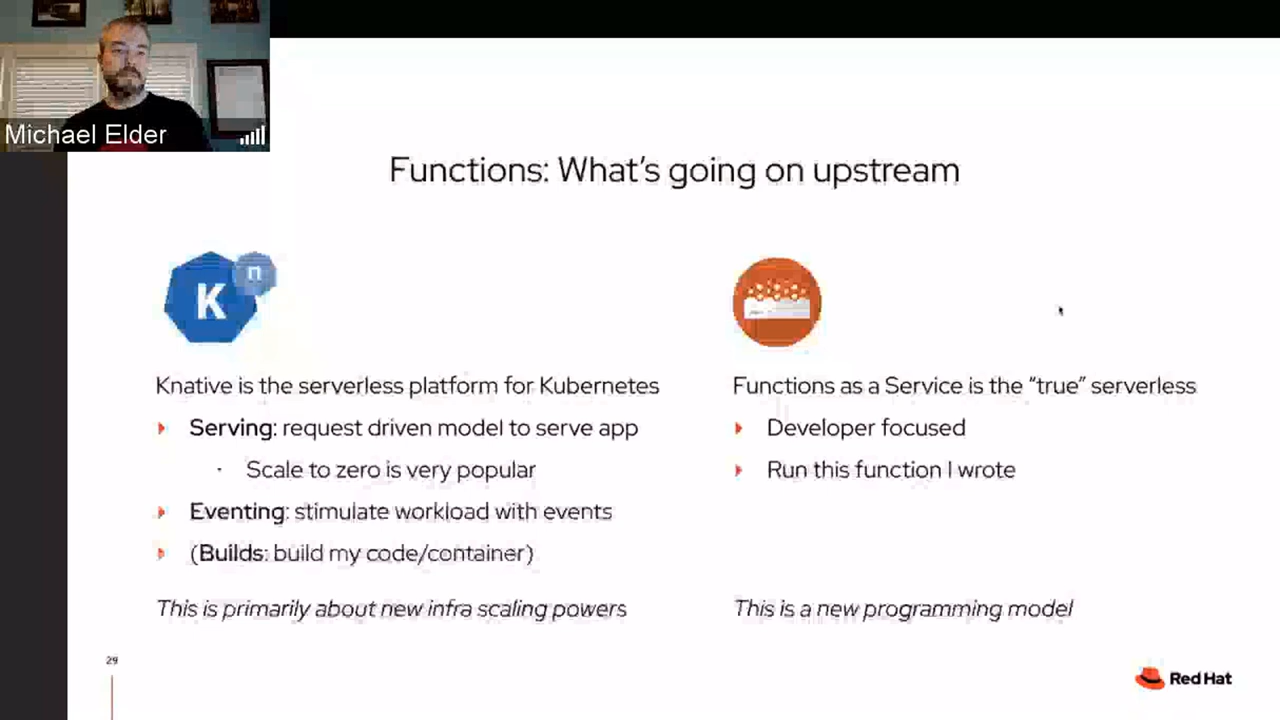 Michael Elder
Functions: What's going on upstream
K
n
Knative is the serverless platform for Kubernetes
Serving: request driven model to serve app
Scale to zero is very popular
Eventing: stimulate workload with events
(Builds: build my code/container)
This is primarily about new infra scaling powers
Functions as a Service is the “true” serverless
Developer focused
Run this function I wrote
This is a new programming model
29
Red Hat